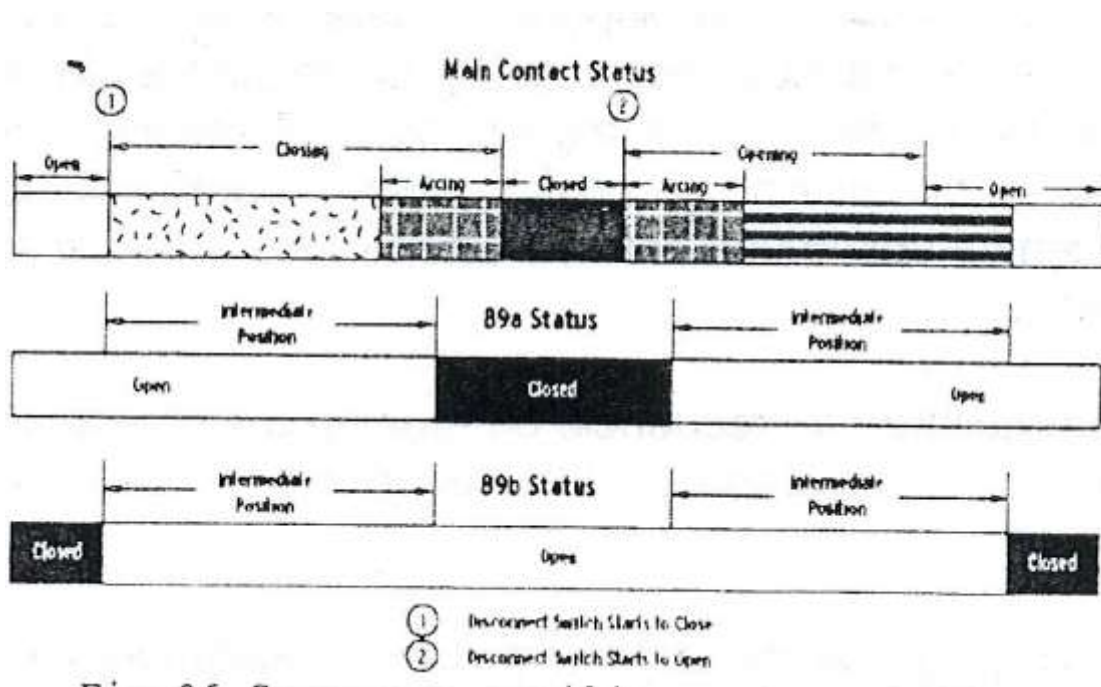 Main Contact Status
1 2
Open Closing Opening
Arcing Closed Arcing Open
Intermediate Position 89a Status Intermediate Position
Open Closed Open
Intermediate Position 89b Status Intermediate Position
Closed Open Closed
1 Disconnect Switch Starts to Close
2 Disconnect Switch Starts to Open